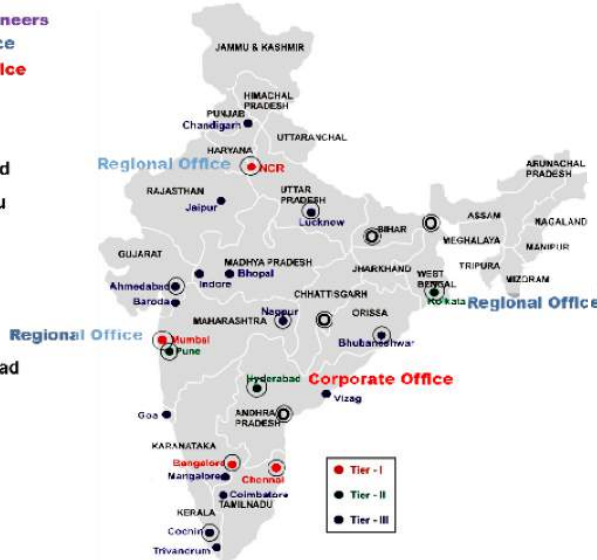 neers
ce
ice
d
u
ad
JAMMU & KASHMIR
HIMACHAL
PRADESH
PUNJAB
Chandigarh
UTTARANCHAL
HARYANA
Regional Office
NCR
ARUNACHAL
PRADESH
RAJASTHAN
UTTAR
PRADESH
Jaipur
Lucknow
ASSAM
NAGALAND
BIHAR
MEGHALAYA
MANIPUR
GUJARAT
MADHYA PRADESH
JHARKHAND
WEST
BENGAL
TRIPURA
MIZORAM
Ahmedabad
Indore
Bhopal
CHHATTISGARH
Kolkata
Regional Office
Baroda
MAHARASHTRA
Nagpur
ORISSA
Regional Office
Mumbai
Pune
Bhubaneshwar
Hyderabad
Corporate Office
Vizag
Goa
ANDHRA
PRADESH
KARANATAKA
Bangalore
Chennai
Mangalore
Coimbatore
TAMILNADU
KERALA
Cochin
Trivandrum
Tier - I
Tier - II
Tier - III